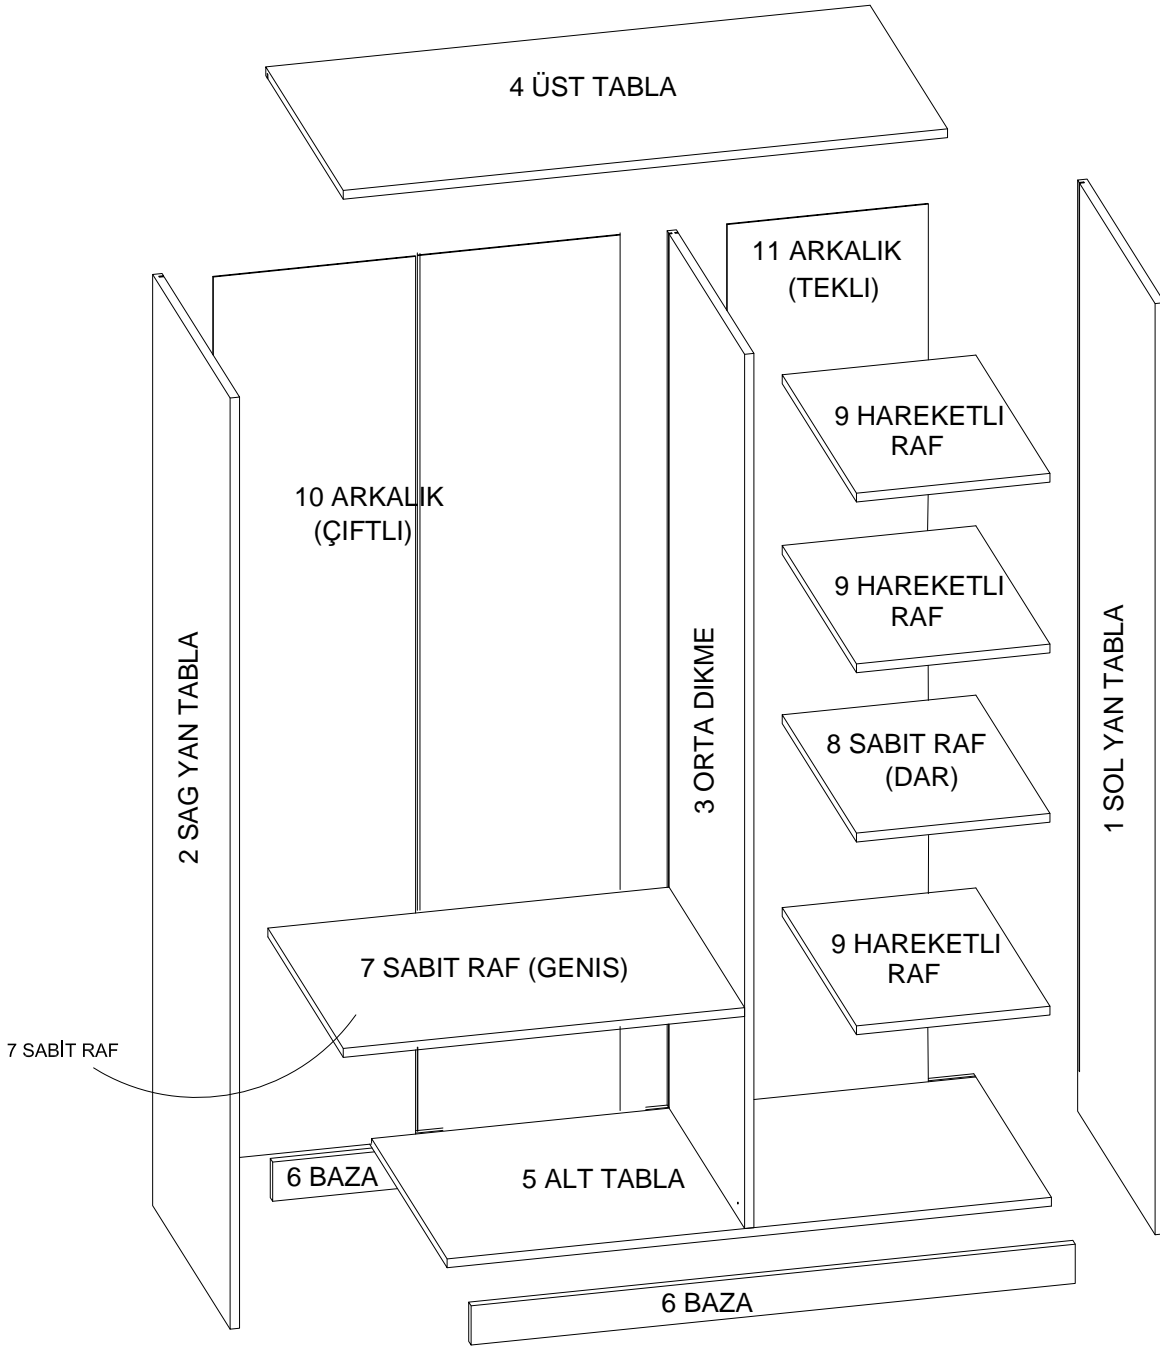 4 ÜST TABLA
11 ARKALIK
(TEKLI)
9 HAREKETLI
RAF
10 ARKALIK
(ÇIFTLI)
9 HAREKETLI
RAF
2 SAG YAN TABLA
3 ORTA DIKME
1 SOL YAN TABLA
8 SABIT RAF
(DAR)
7 SABIT RAF (GENIS)
9 HAREKETLI
RAF
7 SABİT RAF
6 BAZA
5 ALT TABLA
6 BAZA